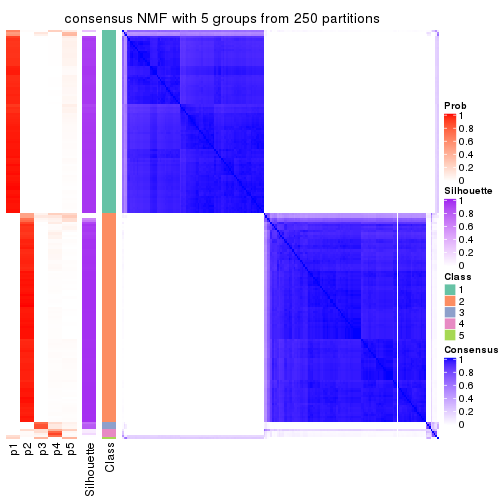 consensus NMF with 5 groups from 250 partitions
Prob
1
0.8
0.6
0.4
0.2
0
Silhouette
1
0.8
0.6
0.4
0.2
0
Class
1
2
3
4
5
Consensus
1
0.8
0.6
0.4
0.2
0
p1
p2
p3
p4
p5
Silhouette
Class